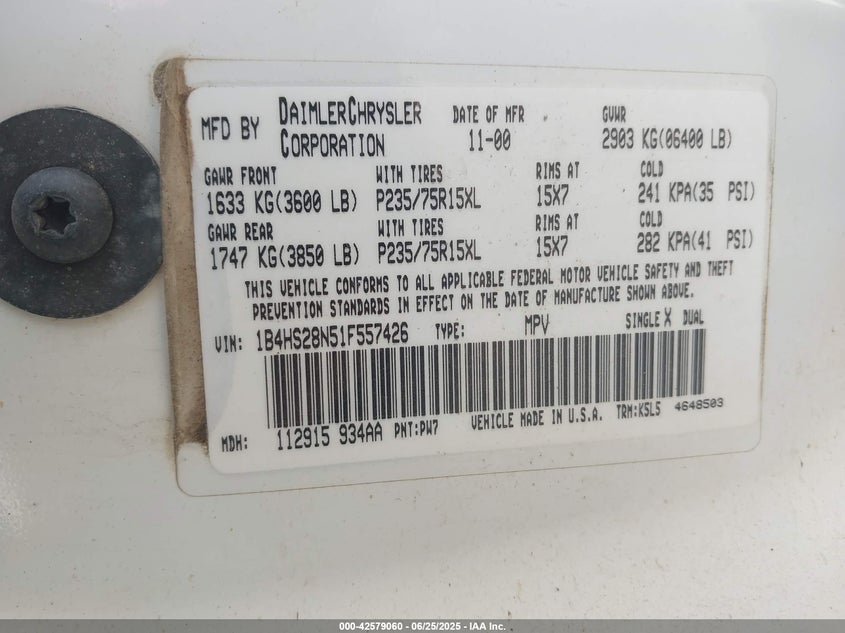 MFD BY DAIMLERCHRYSLER CORPORATION DATE OF MFR 11-00 GVWR 2903 KG(06400 LB)
GAWR FRONT WITH TIRES RIMS AT COLD
1633 KG(3600 LB) P235/75R15XL 15X7 241 KPA(35 PSI)
GAWR REAR WITH TIRES RIMS AT COLD
1747 KG(3850 LB) P235/75R15XL 15X7 282 KPA(41 PSI)
THIS VEHICLE CONFORMS TO ALL APPLICABLE FEDERAL MOTOR VEHICLE SAFETY AND THEFT
PREVENTION STANDARDS IN EFFECT ON THE DATE OF MANUFACTURE SHOWN ABOVE.
VIN: 1B4HS28N51F557426 TYPE: MPV SINGLE X DUAL
MDH: 112915 934AA PNT:PW7 VEHICLE MADE IN U.S.A. TRM:K5L5 4648503
000-42579060 - 06/25/2025 - IAA Inc.